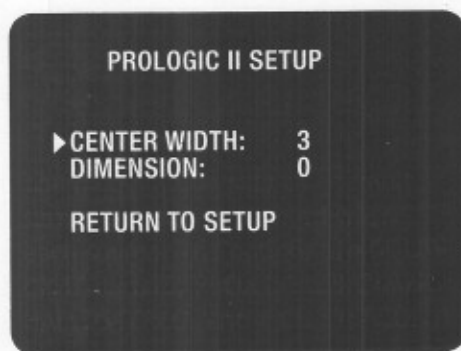 PROLOGIC II SETUP
▶CENTER WIDTH: 3
DIMENSION: 0
RETURN TO SETUP